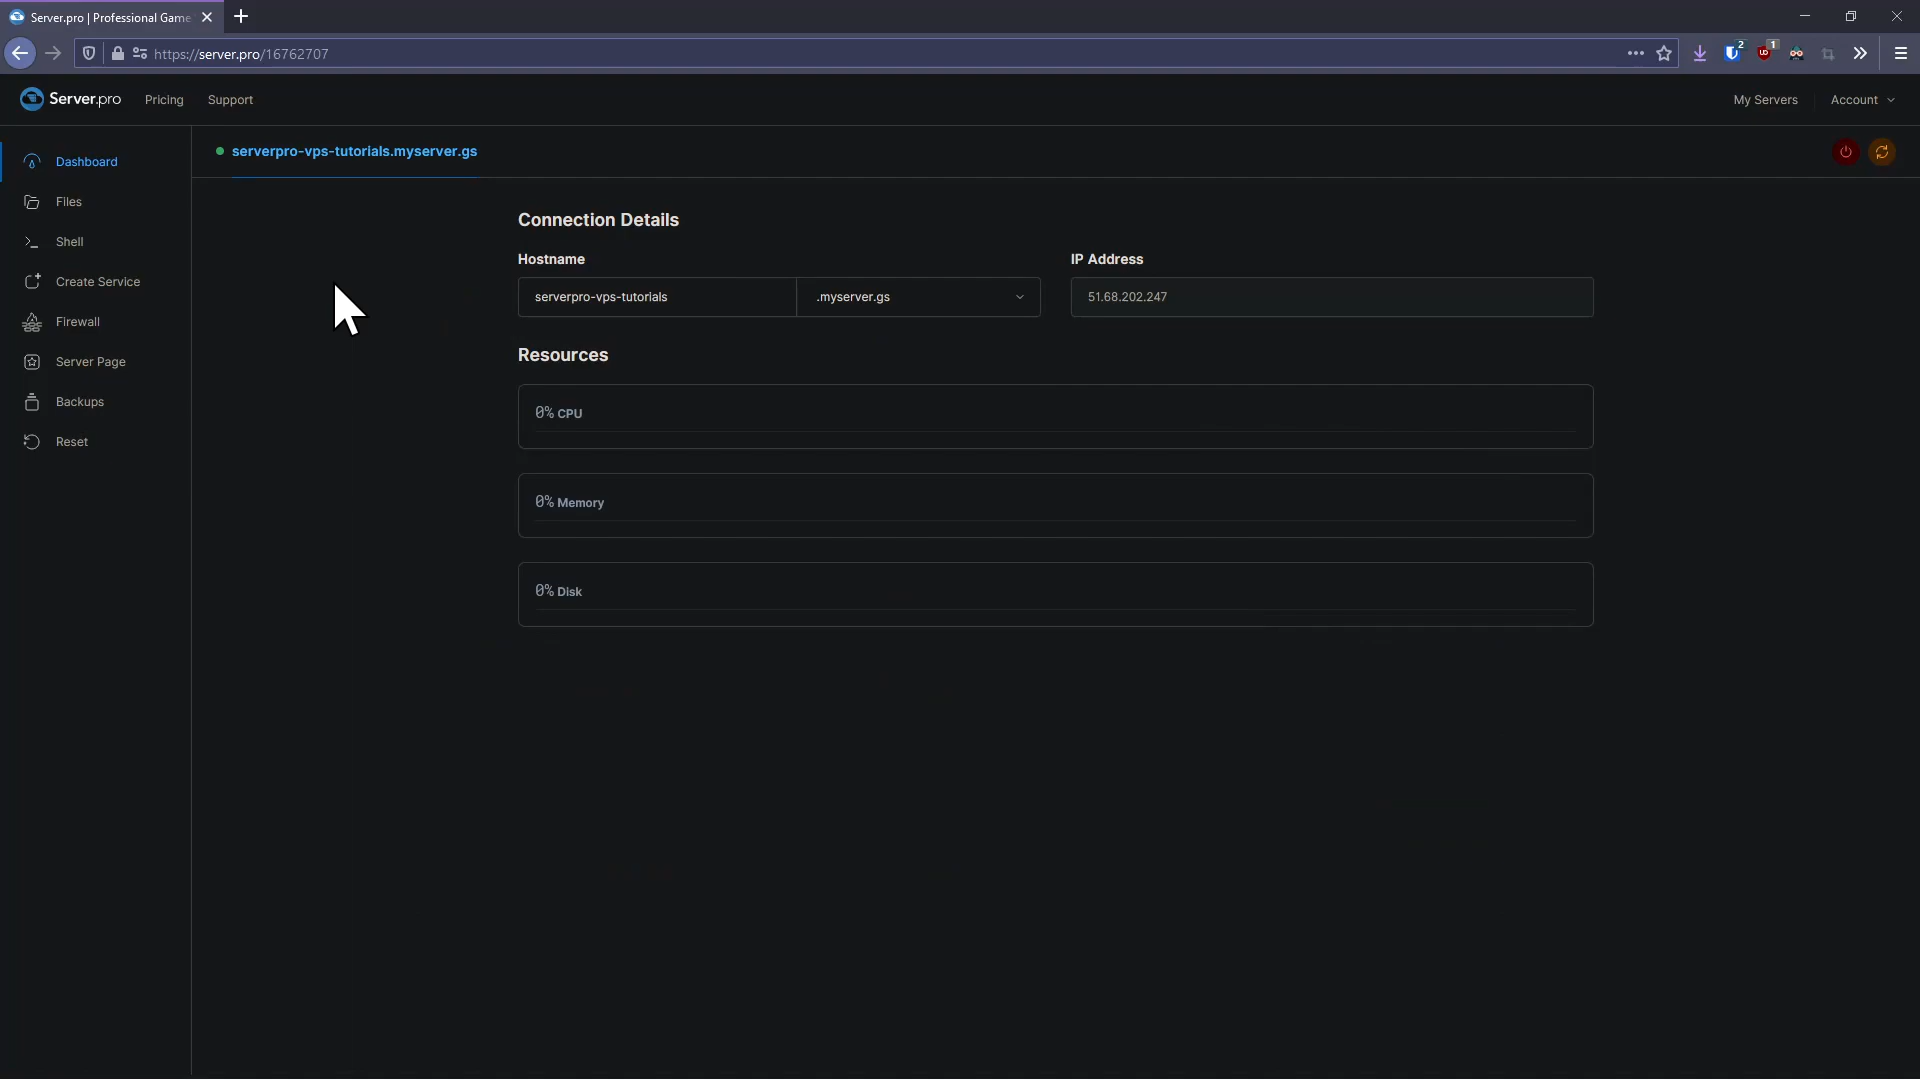 Server.pro | Professional Game
https://server.pro/16762707
2
1
Server.pro
Pricing
Support
My Servers
Account
Dashboard
Files
Shell
Create Service
Firewall
Server Page
Backups
Reset
serverpro-vps-tutorials.myserver.gs
Connection Details
Hostname
IP Address
serverpro-vps-tutorials
.myserver.gs
51.68.202.247
Resources
0% CPU
0% Memory
0% Disk